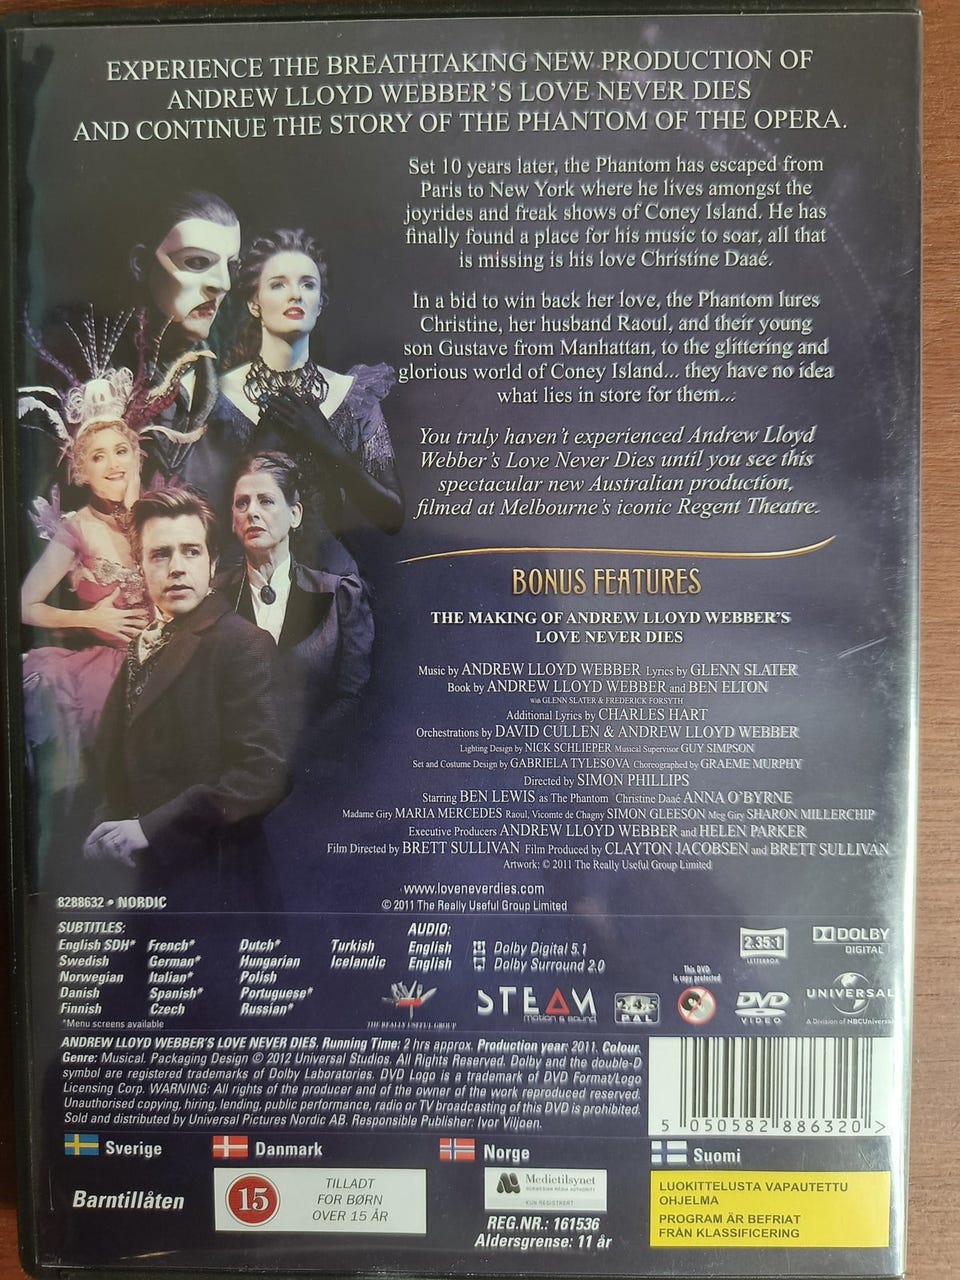 EXPERIENCE THE BREATHTAKING NEW PRODUCTION OF
ANDREW LLOYD WEBBER'S LOVE NEVER DIES
AND CONTINUE THE STORY OF THE PHANTOM OF THE OPERA.
Set 10 years later, the Phantom has escaped from
Paris to New York where he lives amongst the
joyrides and freak shows of Coney Island. He has
finally found a place for his music to soar, all that
is missing is his love Christine Daaé.
In a bid to win back her love, the Phantom lures
Christine, her husband Raoul, and their young
son Gustave from Manhattan, to the glittering and
glorious world of Coney Island... they have no idea
what lies in store for them...
You truly haven't experienced Andrew Lloyd
Webber's Love Never Dies until you see this
spectacular new Australian production,
filmed at Melbourne's iconic Regent Theatre.
BONUS FEATURES
THE MAKING OF ANDREW LLOYD WEBBER'S
LOVE NEVER DIES
Music by ANDREW LLOYD WEBBER Lyrics by GLENN SLATER
Book by ANDREW LLOYD WEBBER and BEN ELTON
with GLENN SLATER & FREDERICK FORSYTH
Additional Lyrics by CHARLES HART
Orchestrations by DAVID CULLEN & ANDREW LLOYD WEBBER
Lighting Design by NICK SCHLIEPER Musical Supervisor GUY SIMPSON
Set and Costume Design by GABRIELA TYLESOVA Choreographed by GRAEME MURPHY
Directed by SIMON PHILLIPS
Starring BEN LEWIS as The Phantom Christine Daaé ANNA O'BYRNE
Madame Giry MARIA MERCEDES Raoul, Vicomte de Chagny SIMON GLEESON Meg Giry SHARON MILLERCHIP
Executive Producers ANDREW LLOYD WEBBER and HELEN PARKER
Film Directed by BRETT SULLIVAN Film Produced by CLAYTON JACOBSEN and BRETT SULLIVAN
Artwork: © 2011 The Really Useful Group Limited
www.loveneverdies.com
8288632 • NORDIC
© 2011 The Really Useful Group Limited
SUBTITLES:
English SDH* French* Dutch* Turkish
Swedish German* Hungarian Icelandic
Norwegian Italian* Polish
Danish Spanish* Portuguese*
Finnish Czech Russian*
*Menu screens available
AUDIO:
English Dolby Digital 5.1
English Dolby Surround 2.0
2.35:1
LETTERBOX
DOLBY
DIGITAL
THE REALLY USEFUL GROUP
STEAM
motion & sound
2.4.5
PAL
This DVD
is copy protected
DVD
VIDEO
UNIVERSAL
A Division of NBCUniversal
ANDREW LLOYD WEBBER'S LOVE NEVER DIES. Running Time: 2 hrs approx. Production year: 2011. Colour.
Genre: Musical. Packaging Design © 2012 Universal Studios. All Rights Reserved. Dolby and the double-D
symbol are registered trademarks of Dolby Laboratories. DVD Logo is a trademark of DVD Format/Logo
Licensing Corp. WARNING: All rights of the producer and of the owner of the work reproduced reserved.
Unauthorised copying, hiring, lending, public performance, radio or TV broadcasting of this DVD is prohibited.
Sold and distributed by Universal Pictures Nordic AB. Responsible Publisher: Ivor Viljoen.
5 050582 886320 >
Sverige
Barntillåten
Danmark
15
TILLADT
FOR BØRN
OVER 15 ÅR
Norge
Medietilsynet
NORWEGIAN MEDIA AUTHORITY
KUN REGISTRERT
REG.NR.: 161536
Aldersgrense: 11 år
Suomi
LUOKITTELUSTA VAPAUTETTU
OHJELMA
PROGRAM ÄR BEFRIAT
FRÅN KLASSIFICERING